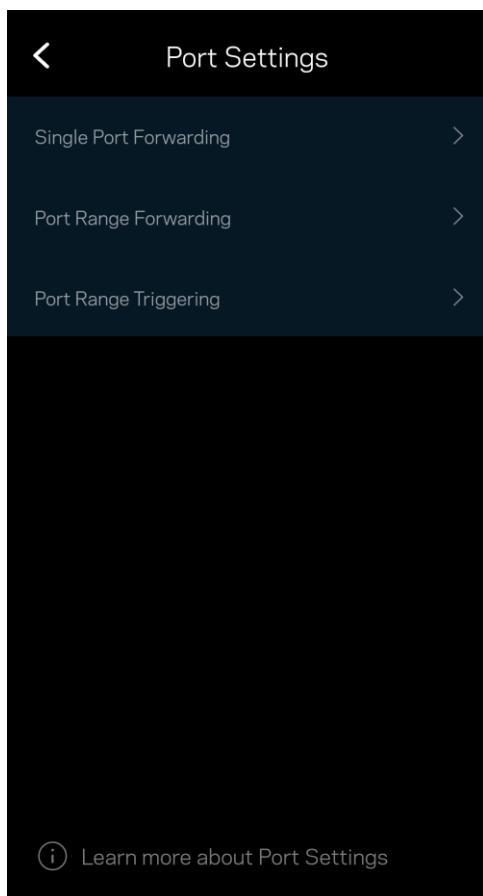 Port Settings
Single Port Forwarding
Port Range Forwarding
Port Range Triggering
Learn more about Port Settings